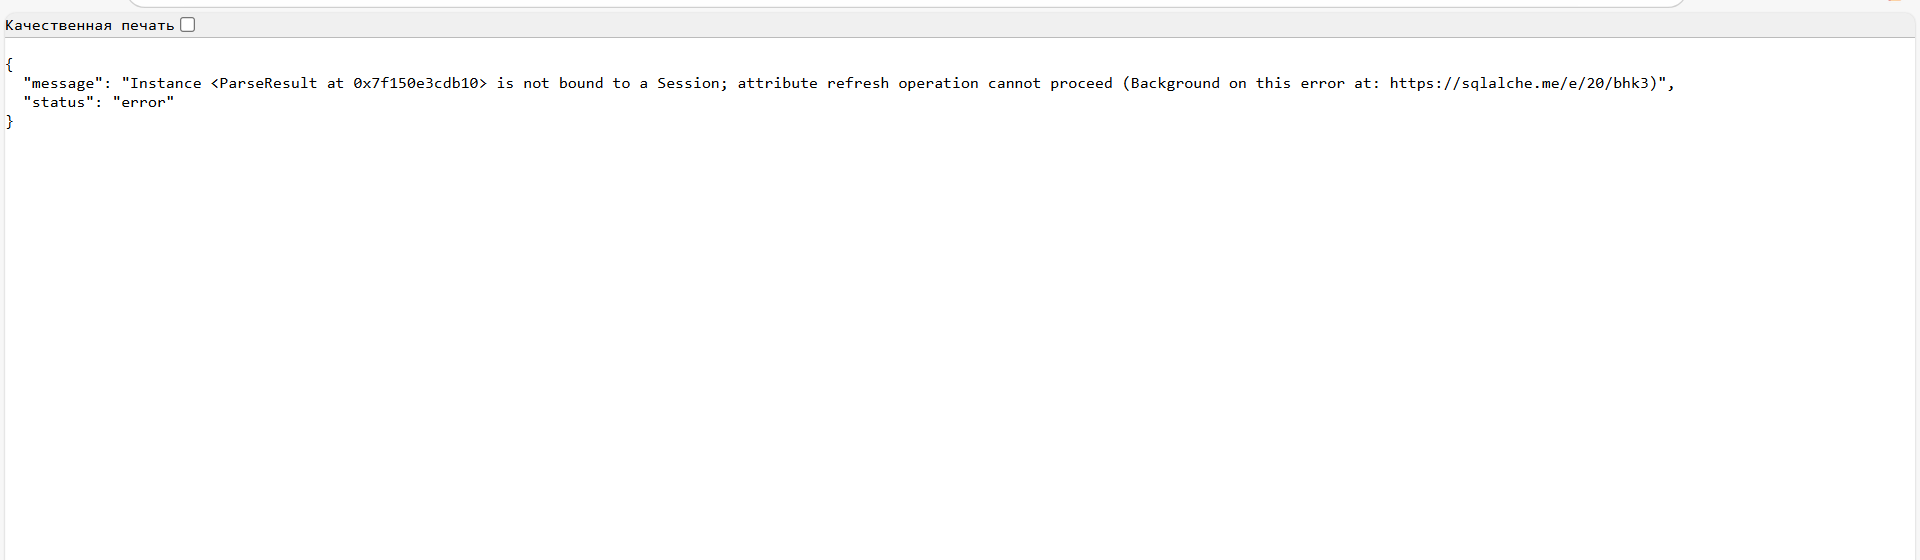 Качественная печать
{
  "message": "Instance <ParseResult at 0x7f150e3cdb10> is not bound to a Session; attribute refresh operation cannot proceed (Background on this error at: https://sqlalche.me/e/20/bhk3)",
  "status": "error"
}